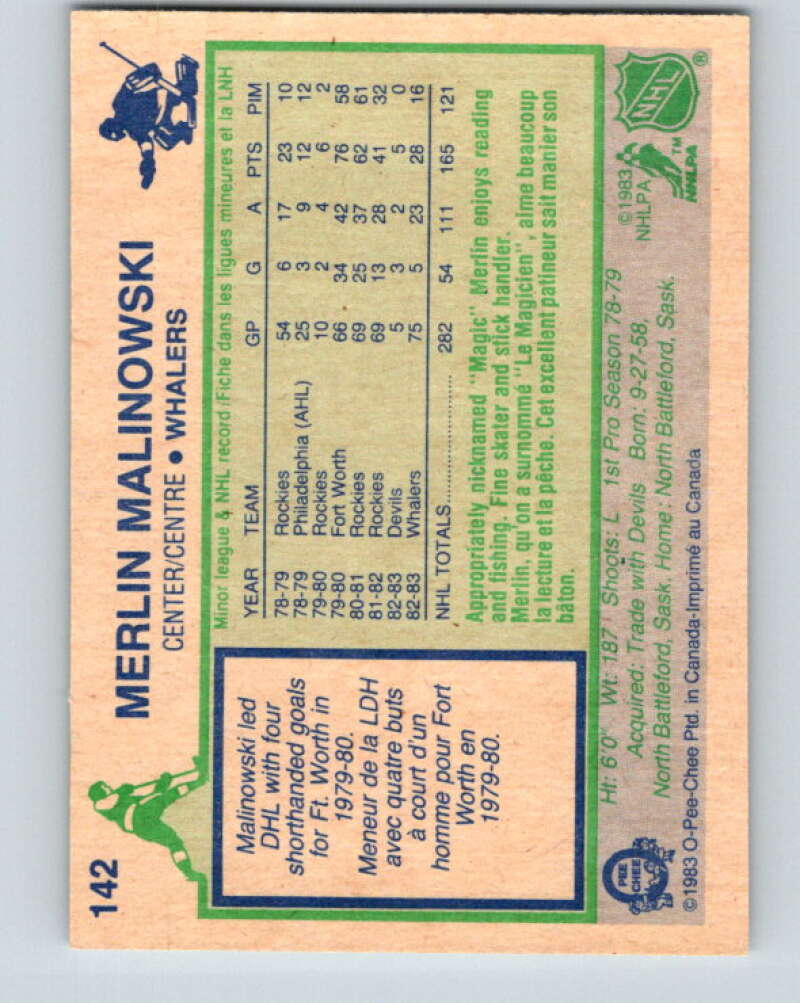 142
MERLIN MALINOWSKI
CENTER/CENTRE • WHALERS
Malinowski led
DHL with four
shorthanded goals
for Ft. Worth in
1979-80.
Meneur de la LDH
avec quatre buts
à court d'un
homme pour Fort
Worth en
1979-80.
Minor league & NHL record/Fiche dans les ligues mineures et la LNH
YEAR TEAM GP G A PTS PIM
78-79 Rockies 54 6 17 23 10
78-79 Philadelphia (AHL) 25 3 9 12 12
79-80 Rockies 10 2 4 6 2
79-80 Fort Worth 66 34 42 76 58
80-81 Rockies 69 25 37 62 61
81-82 Rockies 69 13 28 41 32
82-83 Devils 5 3 2 5 0
82-83 Whalers 75 5 23 28 16
NHL TOTALS 282 54 111 165 121
Appropriately nicknamed "Magic" Merlin enjoys reading
and fishing. Fine skater and stick handler.
Merlin, qu'on a surnommé "Le Magicien", aime beaucoup
la lecture et la pêche. Cet excellent patineur sait manier son
bâton.
Ht: 6'0" Wt: 187 Shoots: L 1st Pro Season 78-79
Acquired: Trade with Devils Born: 9-27-58,
North Battleford, Sask. Home: North Battleford, Sask.
©1983
NHLPA
NHLPA
™
NHL
®
O
PEE
CHEE
©1983 O-Pee-Chee Ptd. in Canada-Imprimé au Canada